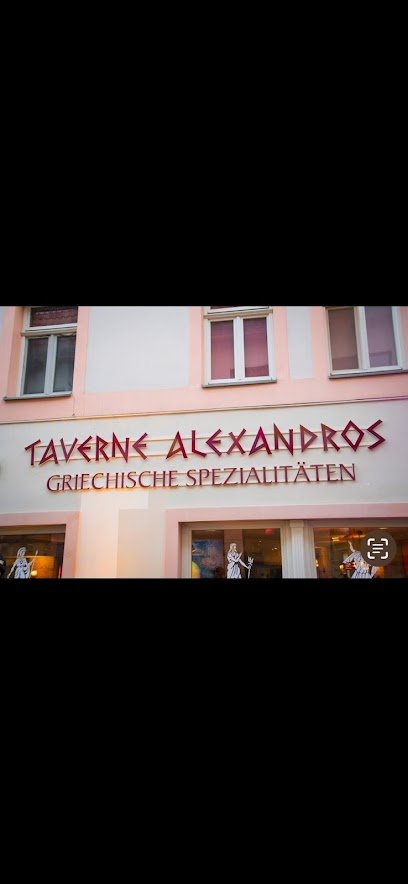 TAVERNE ALEXANDROS
GRIECHISCHE SPEZIALITÄTEN